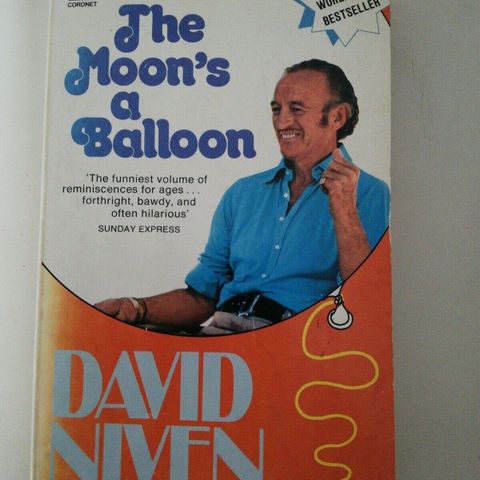 CORONET
The
Moon's
a
Balloon
BESTSELLER
'The funniest volume of
reminiscences for ages ...
forthright, bawdy, and
often hilarious'
SUNDAY EXPRESS
DAVID
NIVEN